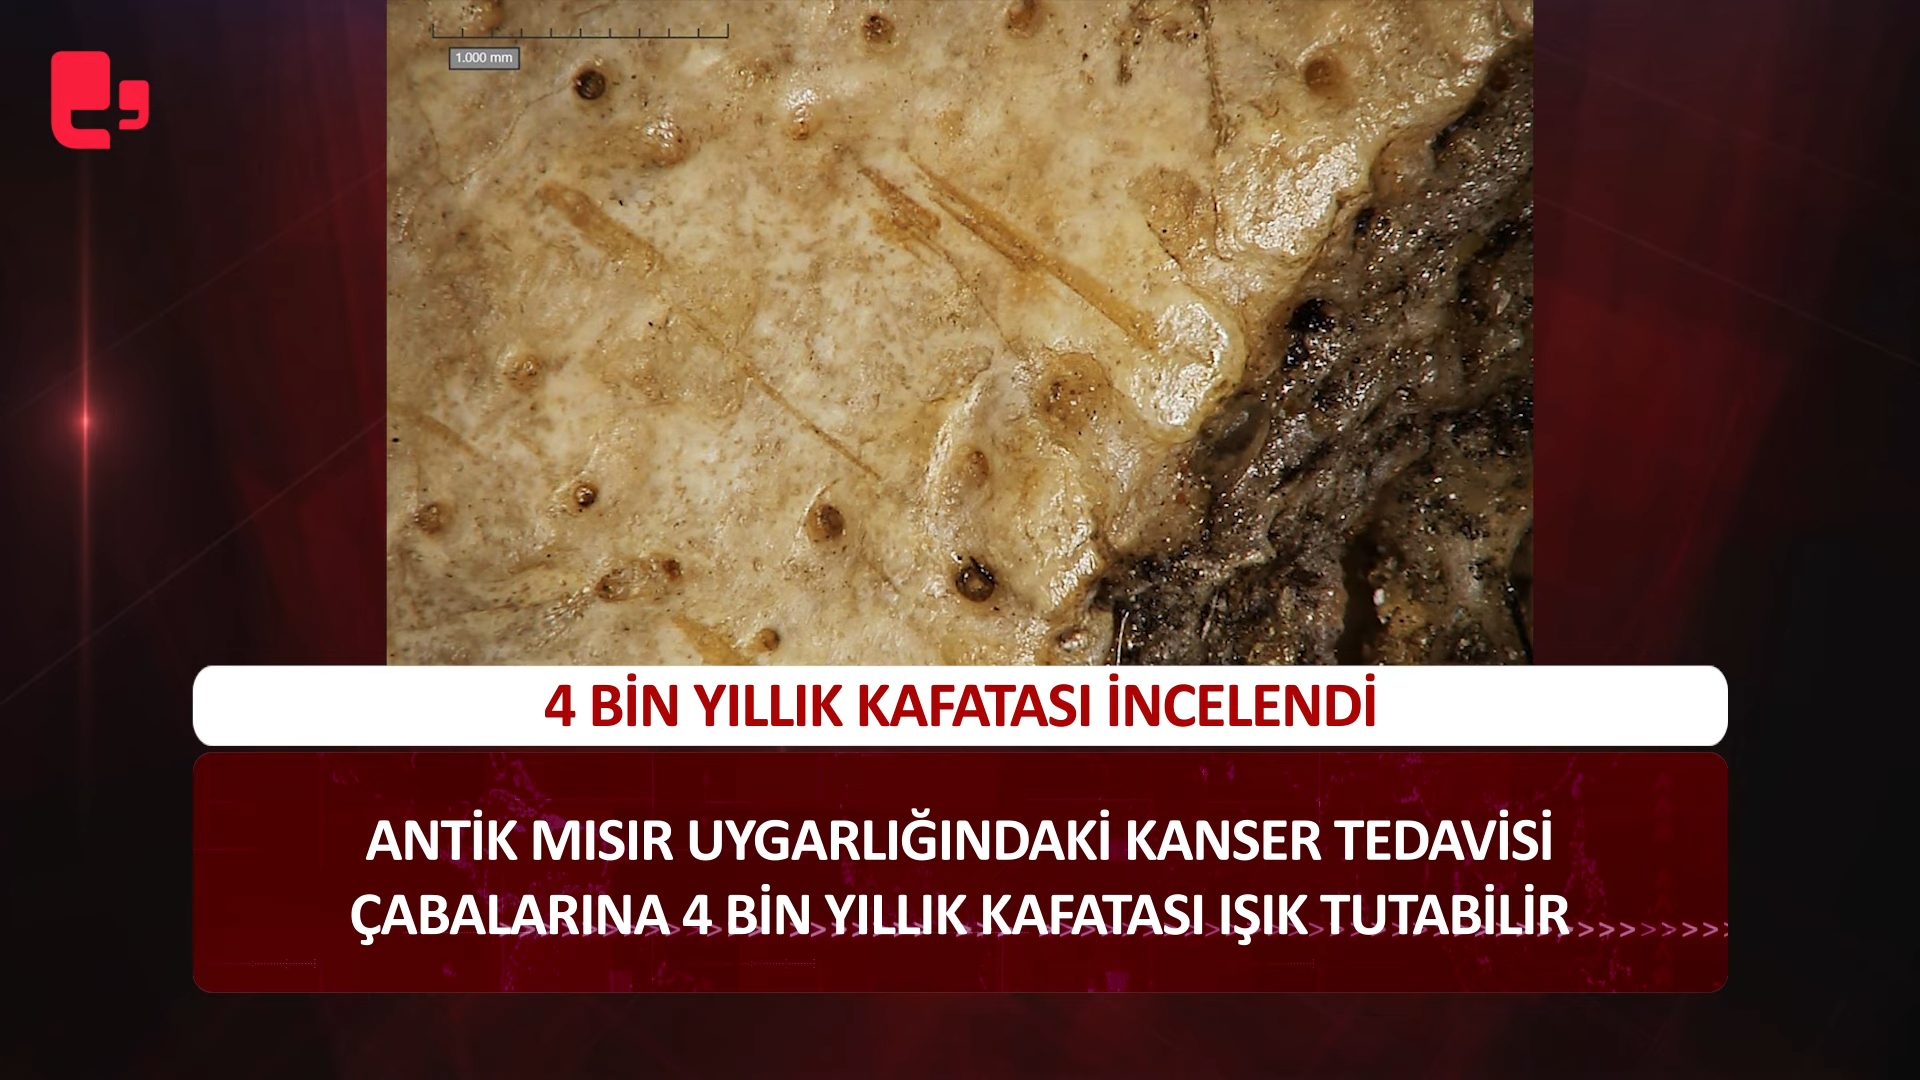 1.000 mm
4 BİN YILLIK KAFATASI İNCELENDİ
ANTİK MISIR UYGARLIĞINDAKİ KANSER TEDAVİSİ
ÇABALARINA 4 BİN YILLIK KAFATASI IŞIK TUTABİLİR